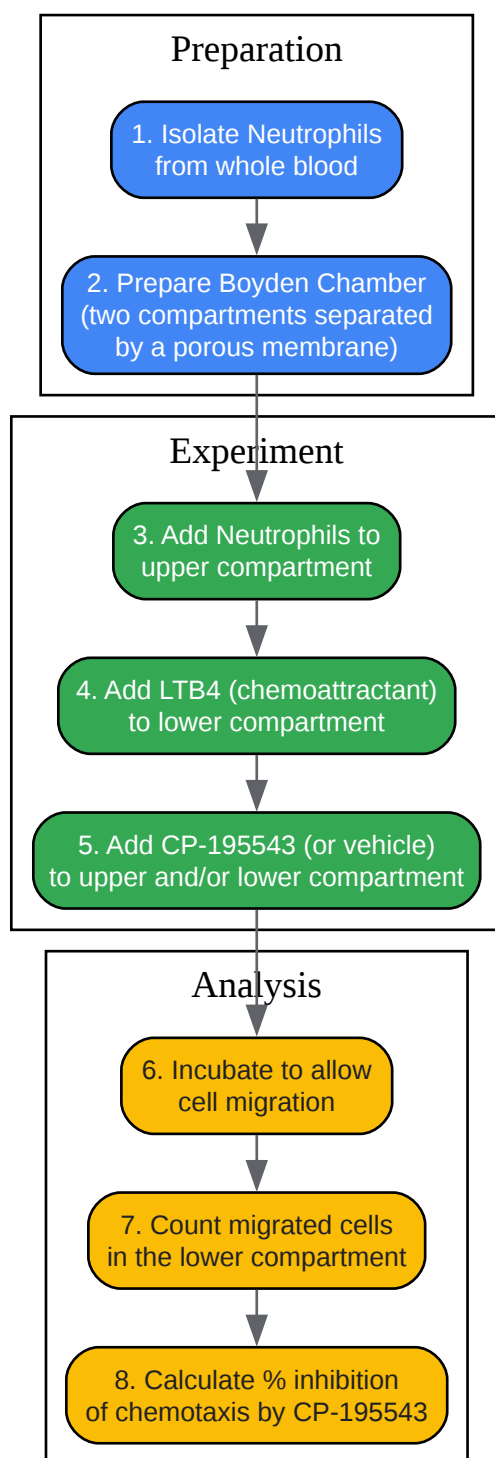 Preparation
1. Isolate Neutrophils
from whole blood
2. Prepare Boyden Chamber
(two compartments separated
by a porous membrane)
Experiment
3. Add Neutrophils to
upper compartment
4. Add LTB4 (chemoattractant)
to lower compartment
5. Add CP-195543 (or vehicle)
to upper and/or lower compartment
Analysis
6. Incubate to allow
cell migration
7. Count migrated cells
in the lower compartment
8. Calculate % inhibition
of chemotaxis by CP-195543